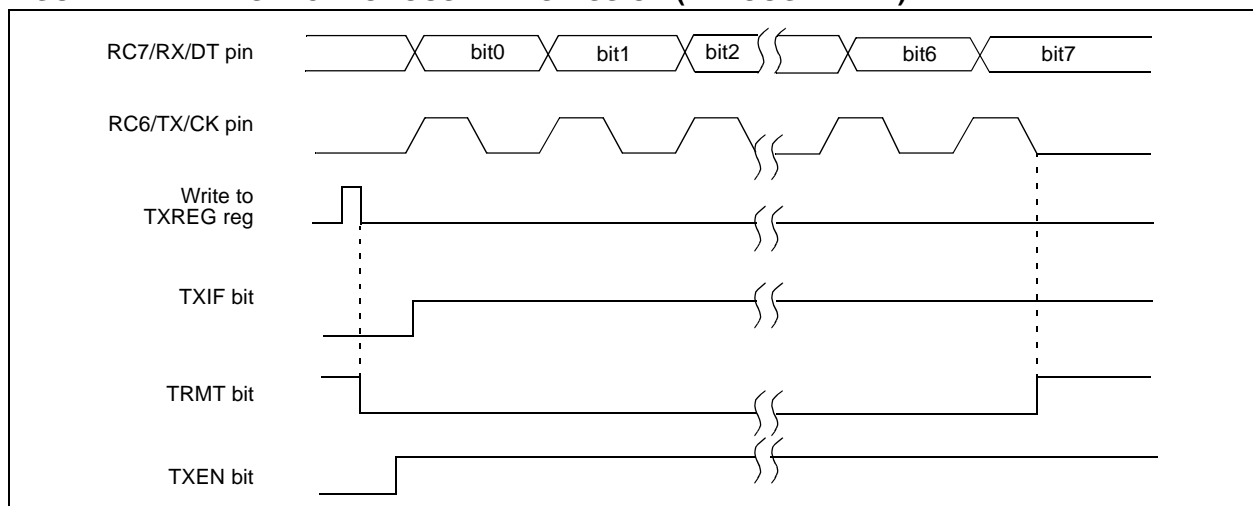 RC7/RX/DT pin
bit0
bit1
bit2
bit6
bit7
RC6/TX/CK pin
Write to
TXREG reg
TXIF bit
TRMT bit
TXEN bit